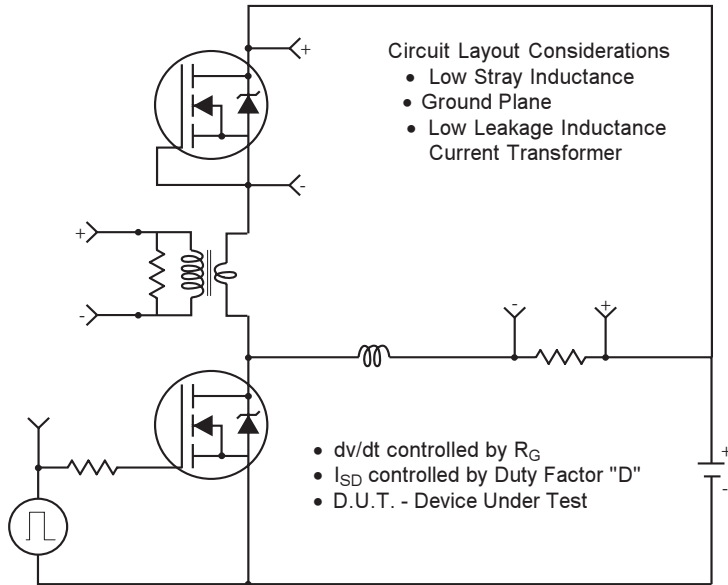 +
Circuit Layout Considerations
• Low Stray Inductance
• Ground Plane
• Low Leakage Inductance
Current Transformer
-
+
-
-
+
• dv/dt controlled by RG
• ISD controlled by Duty Factor "D"
• D.U.T. - Device Under Test
+
-